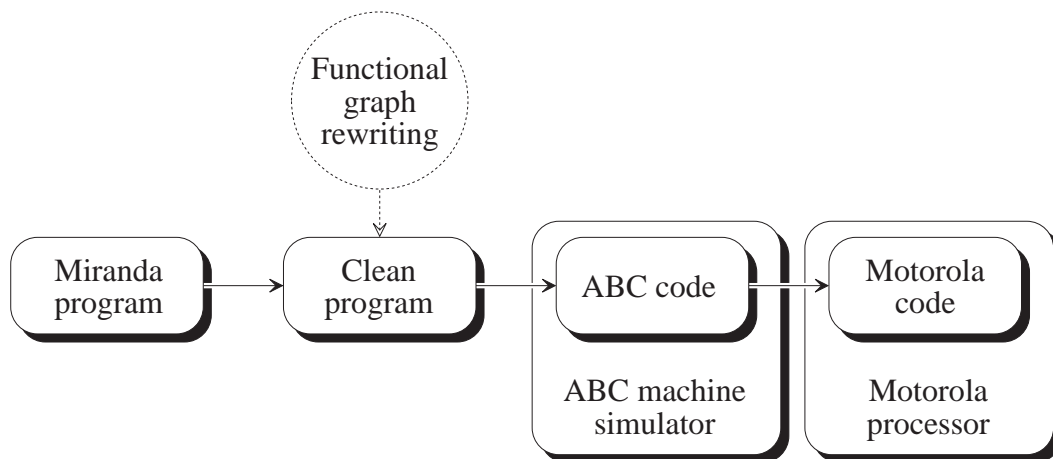 Functional
graph
rewriting
Miranda
program
Clean
program
ABC code
Motorola
code
ABC machine
simulator
Motorola
processor